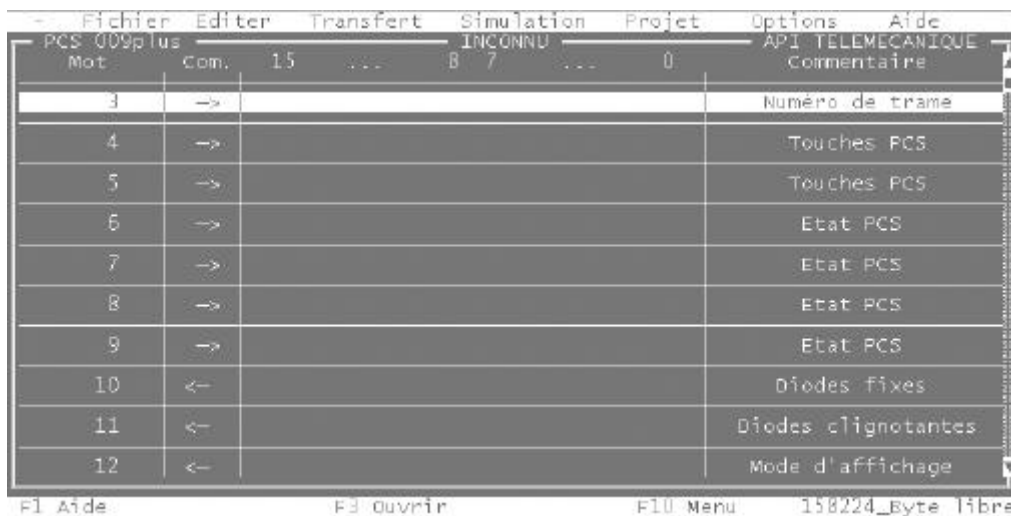 - Fichier Editer Transfert Simulation Projet Options Aide
PCS 009plus INCONNU API TELEMECANIQUE
Mot Com. 15 ... 8 7 ... 0 Commentaire
3 —> Numéro de trame
4 —> Touches PCS
5 —> Touches PCS
6 —> Etat PCS
7 —> Etat PCS
8 —> Etat PCS
9 —> Etat PCS
10 <— Diodes fixes
11 <— Diodes clignotantes
12 <— Mode d'affichage
F1 Aide F3 Ouvrir F10 Menu 158224_Byte libre